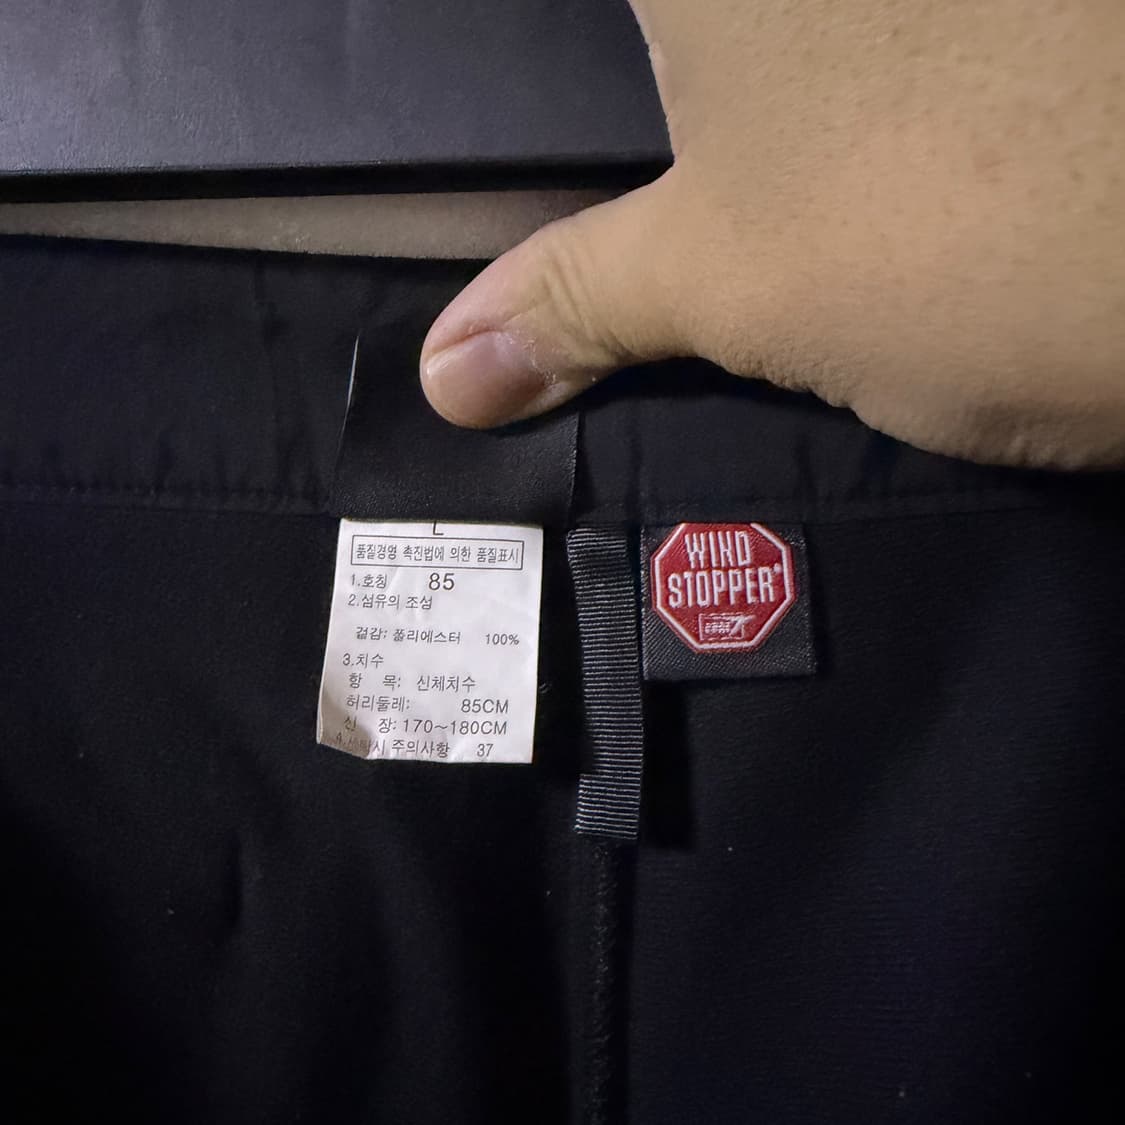 L
품질경영 촉진법에 의한 품질표시
1.호칭 85
2.섬유의 조성
겉감: 폴리에스터 100%
3.치수
항 목: 신체치수
허리둘레: 85CM
신 장: 170~180CM
4.세탁시 주의사항 37
WIND
STOPPER®